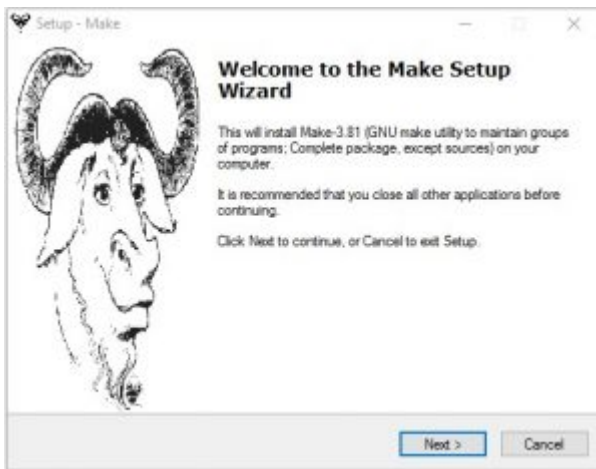 Setup - Make
Welcome to the Make Setup
Wizard
This will install Make-3.81 (GNU make utility to maintain groups
of programs; Complete package, except sources) on your
computer.
It is recommended that you close all other applications before
continuing.
Click Next to continue, or Cancel to exit Setup.
Next >
Cancel